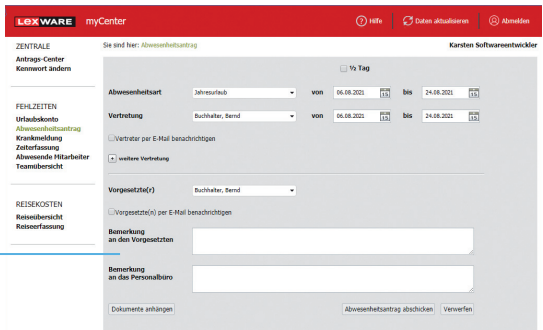 LEXWARE myCenter Hilfe Daten aktualisieren Abmelden
ZENTRALE
Antrags-Center
Kennwort ändern
FEHLZEITEN
Urlaubskonto
Abwesenheitsantrag
Krankmeldung
Zeiterfassung
Abwesende Mitarbeiter
Teamübersicht
REISEKOSTEN
Reiseübersicht
Reiseerfassung
Sie sind hier: Abwesenheitsantrag Karsten Softwareentwickler
½ Tag
Abwesenheitsart Jahresurlaub von 06.08.2021 15 bis 24.08.2021 15
Vertretung Buchhalter, Bernd von 06.08.2021 15 bis 24.08.2021 15
Vertreter per E-Mail benachrichtigen
+ weitere Vertretung
Vorgesetzte(r) Buchhalter, Bernd
Vorgesetzte(n) per E-Mail benachrichtigen
Bemerkung
an den Vorgesetzten
Bemerkung
an das Personalbüro
Dokumente anhängen Abwesenheitsantrag abschicken Verwerfen